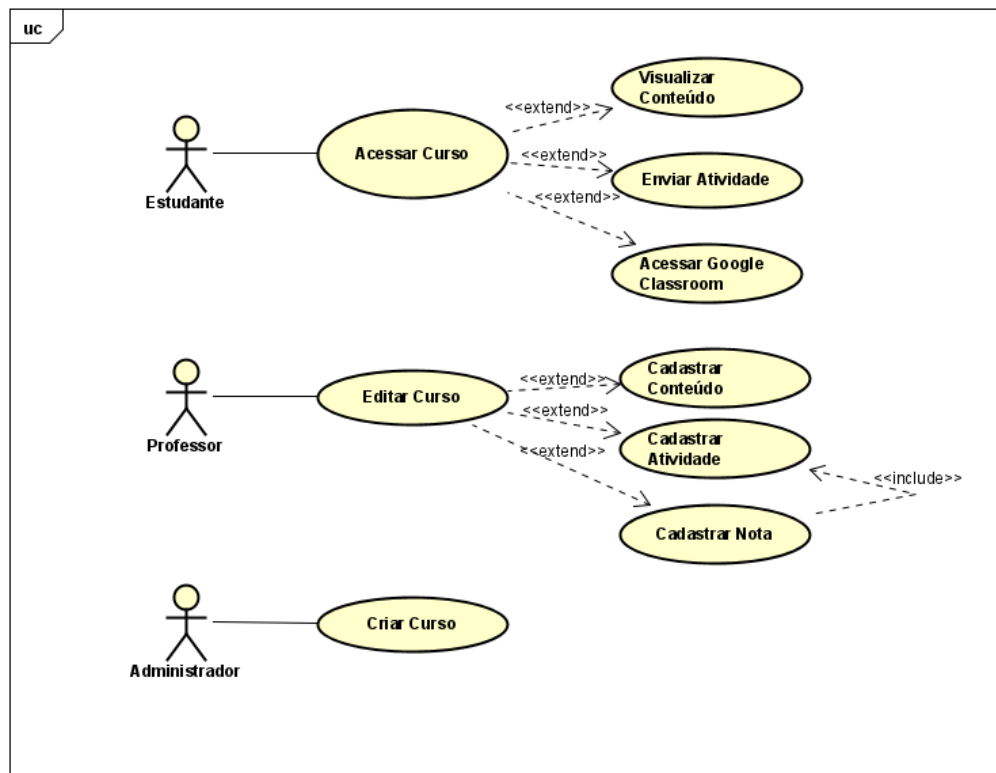 uc
Visualizar
Conteúdo
<<extend>>
Acessar Curso
<<extend>>
Enviar Atividade
Estudante
<<extend>>
Acessar Google
Classroom
Cadastrar
Conteúdo
<<extend>>
Editar Curso
<<extend>>
Cadastrar
Atividade
Professor
<<extend>>
<<include>>
Cadastrar Nota
Criar Curso
Administrador